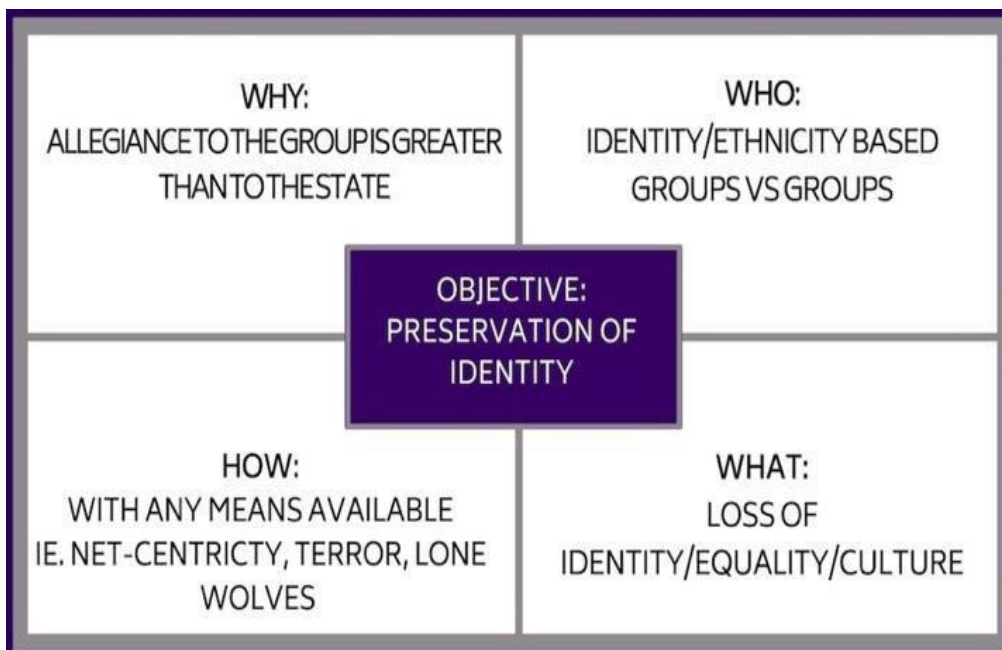 WHY:
ALLEGIANCETOTHEGROUPISGREATER
THANTOTHESTATE
WHO:
IDENTITY/ETHNICITY BASED
GROUPS VS GROUPS
OBJECTIVE:
PRESERVATION OF
IDENTITY
HOW:
WITH ANY MEANS AVAILABLE
IE. NET-CENTRICTY, TERROR, LONE
WOLVES
WHAT:
LOSS OF
IDENTITY/EQUALITY/CULTURE